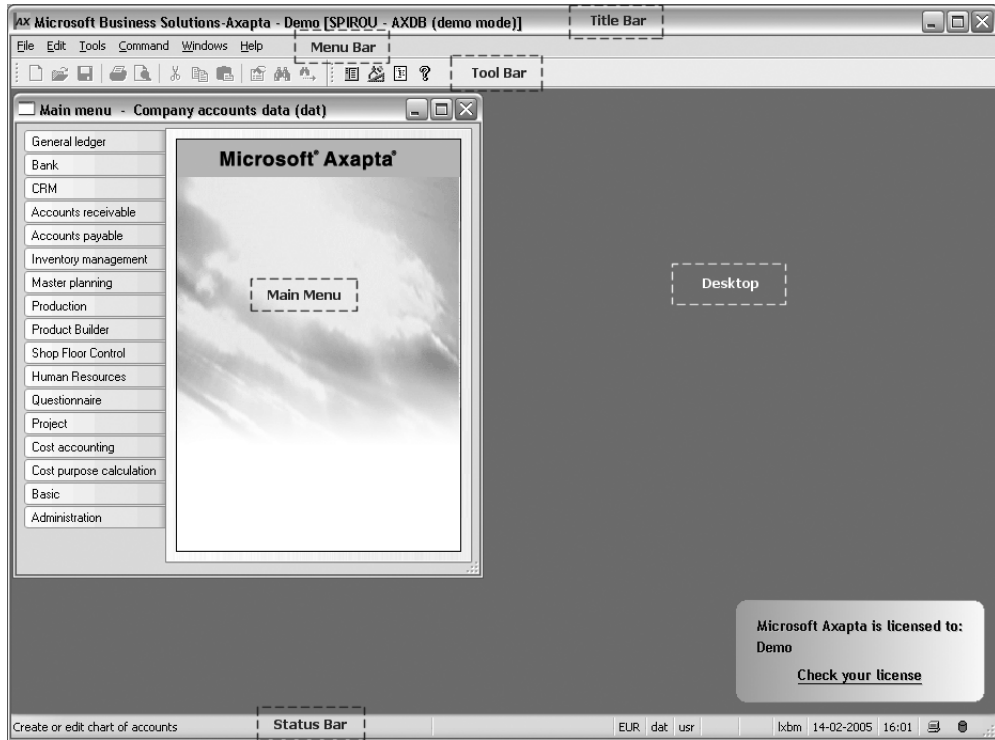 AX Microsoft Business Solutions-Axapta - Demo [SPIROU - AXDB (demo mode)]
Title Bar
File Edit Tools Command Windows Help
Menu Bar
Tool Bar
Main menu - Company accounts data (dat)
General ledger
Bank
CRM
Accounts receivable
Accounts payable
Inventory management
Master planning
Production
Product Builder
Shop Floor Control
Human Resources
Questionnaire
Project
Cost accounting
Cost purpose calculation
Basic
Administration
Microsoft® Axapta®
Main Menu
Desktop
Microsoft Axapta is licensed to:
Demo
Check your license
Create or edit chart of accounts
Status Bar
EUR dat usr lxbm 14-02-2005 16:01